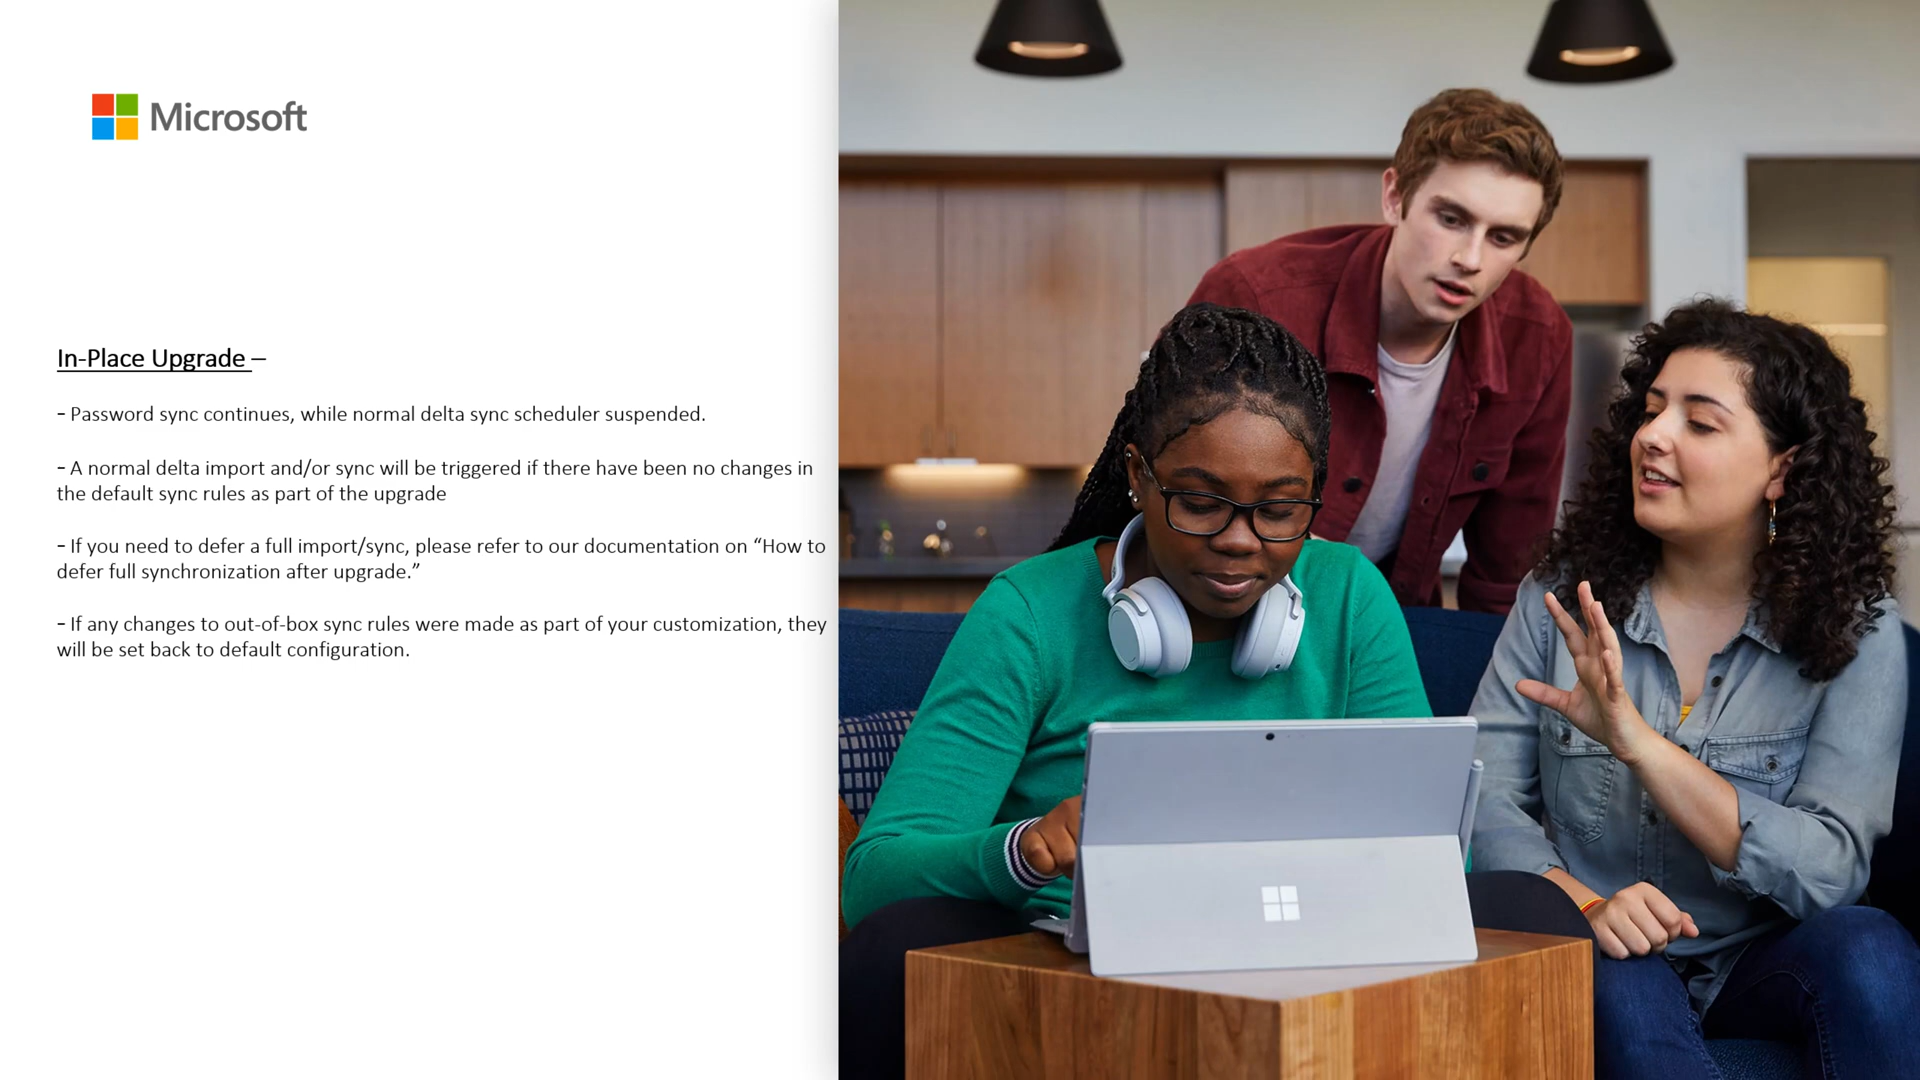 Microsoft
In-Place Upgrade –
- Password sync continues, while normal delta sync scheduler suspended.
- A normal delta import and/or sync will be triggered if there have been no changes in
the default sync rules as part of the upgrade
- If you need to defer a full import/sync, please refer to our documentation on “How to
defer full synchronization after upgrade.”
- If any changes to out-of-box sync rules were made as part of your customization, they
will be set back to default configuration.